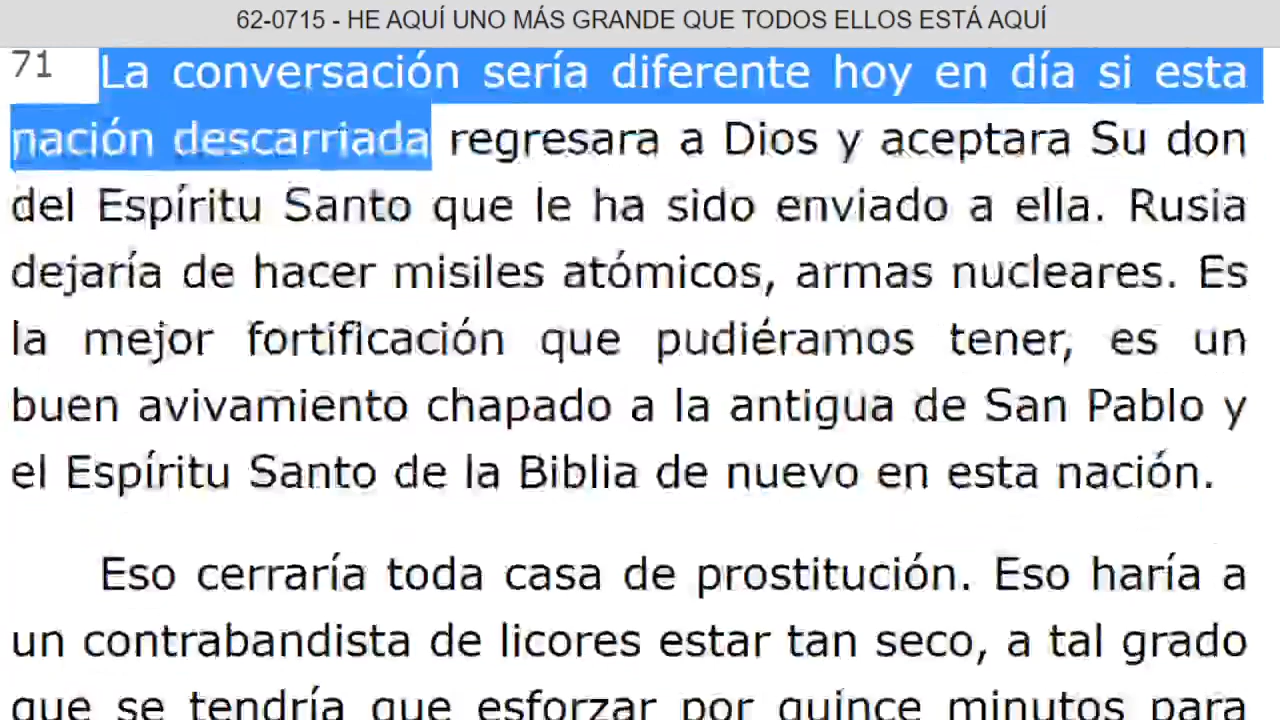 62-0715 - HE AQUÍ UNO MÁS GRANDE QUE TODOS ELLOS ESTÁ AQUÍ
71 La conversación sería diferente hoy en día si esta
nación descarriada regresara a Dios y aceptara Su don
del Espíritu Santo que le ha sido enviado a ella. Rusia
dejaría de hacer misiles atómicos, armas nucleares. Es
la mejor fortificación que pudiéramos tener, es un
buen avivamiento chapado a la antigua de San Pablo y
el Espíritu Santo de la Biblia de nuevo en esta nación.
Eso cerraría toda casa de prostitución. Eso haría a
un contrabandista de licores estar tan seco, a tal grado
que se tendría que esforzar por quince minutos para